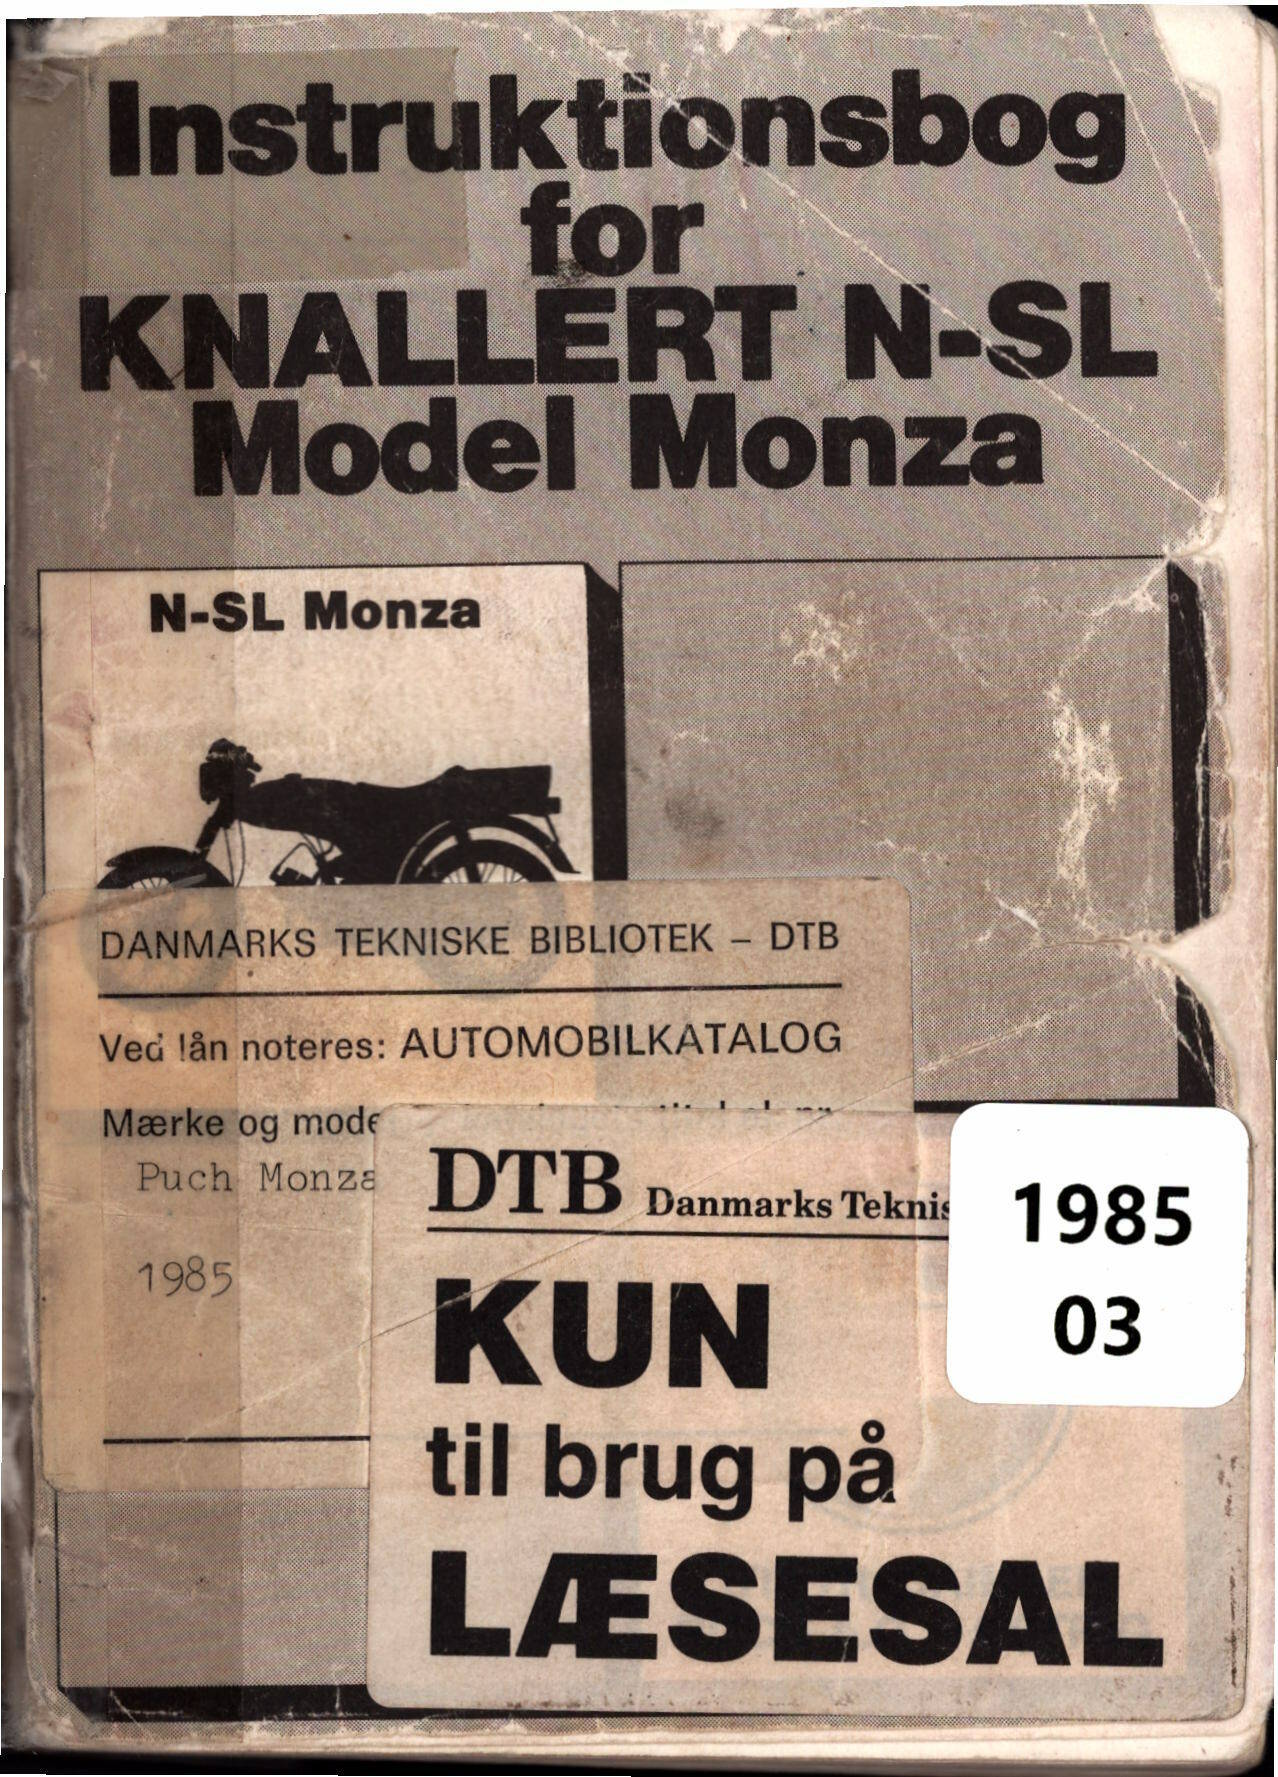 Instruktionsbog
for
KNALLERT N-SL
Model Monza
N-SL Monza
DANMARKS TEKNISKE BIBLIOTEK – DTB
Ved lån noteres: AUTOMOBILKATALOG
Mærke og mode
Puch Monza
1985
DTB Danmarks Teknis
1985
03
KUN
til brug på
LÆSESAL